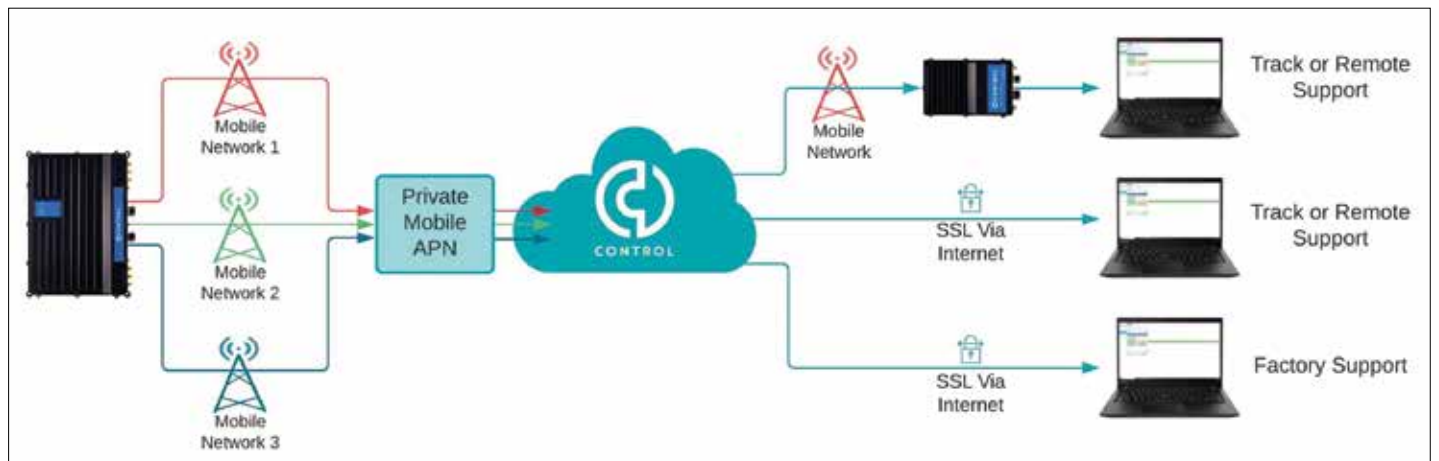 Mobile
Network 1
Mobile
Network 2
Mobile
Network 3
Private
Mobile
APN
CONTROL
Mobile
Network
Track or Remote
Support
SSL Via
Internet
Track or Remote
Support
SSL Via
Internet
Factory Support